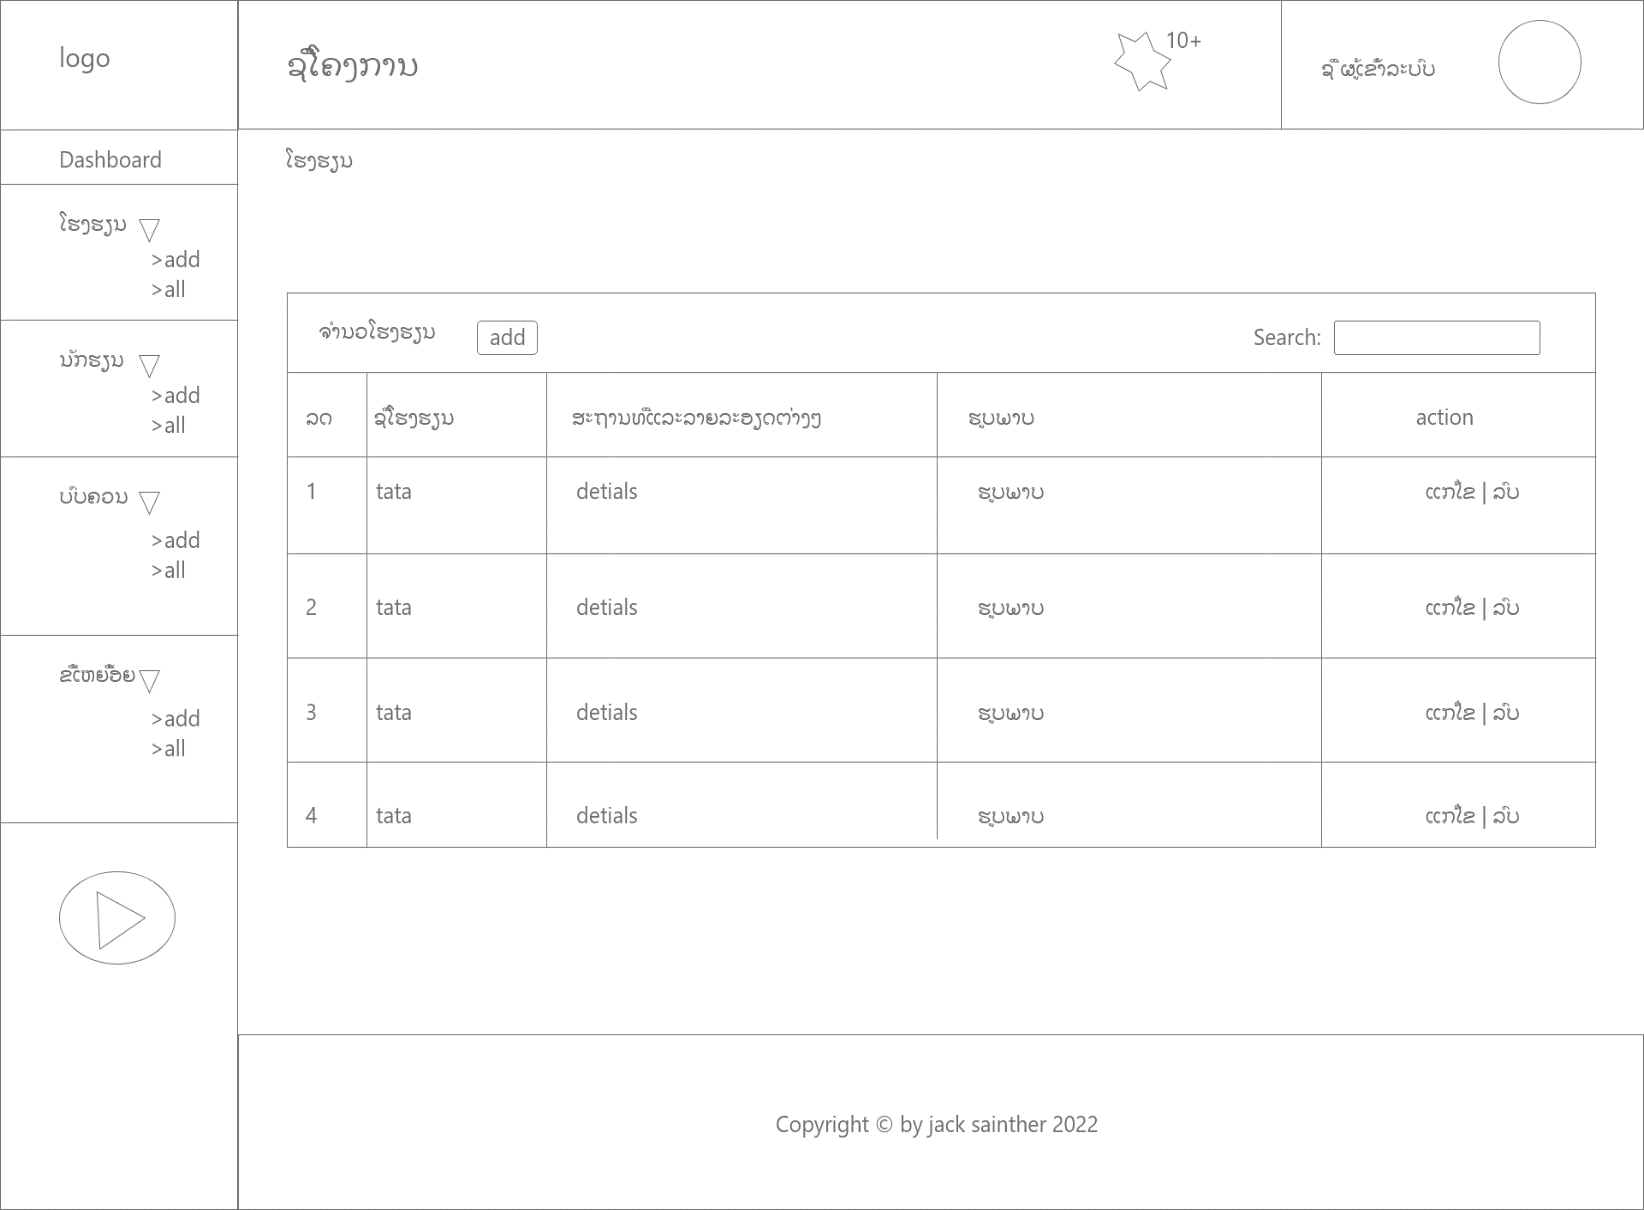 logo
ຊື່ໂຄງການ
10+
ຊື່ຜູ້ເຂົ້າລະບົບ
Dashboard
ໂຮງຮຽນ
ໂຮງຮຽນ
>add
>all
ຈຳນວໂຮງຮຽນ
add
Search:
ນັກຮຽນ
>add
>all
ລດ
ຊື່ໂຮງຮຽນ
ສະຖານທີ່ແລະລາຍລະອຽດຕ່າງໆ
ຮູບພາບ
action
1
tata
detials
ຮູບພາບ
ແກ້ໄຂ | ລົບ
ບົບຄວນ
>add
>all
2
tata
detials
ຮູບພາບ
ແກ້ໄຂ | ລົບ
ຂີ້ເຫຍື້ອຍ
>add
>all
3
tata
detials
ຮູບພາບ
ແກ້ໄຂ | ລົບ
4
tata
detials
ຮູບພາບ
ແກ້ໄຂ | ລົບ
Copyright © by jack sainther 2022